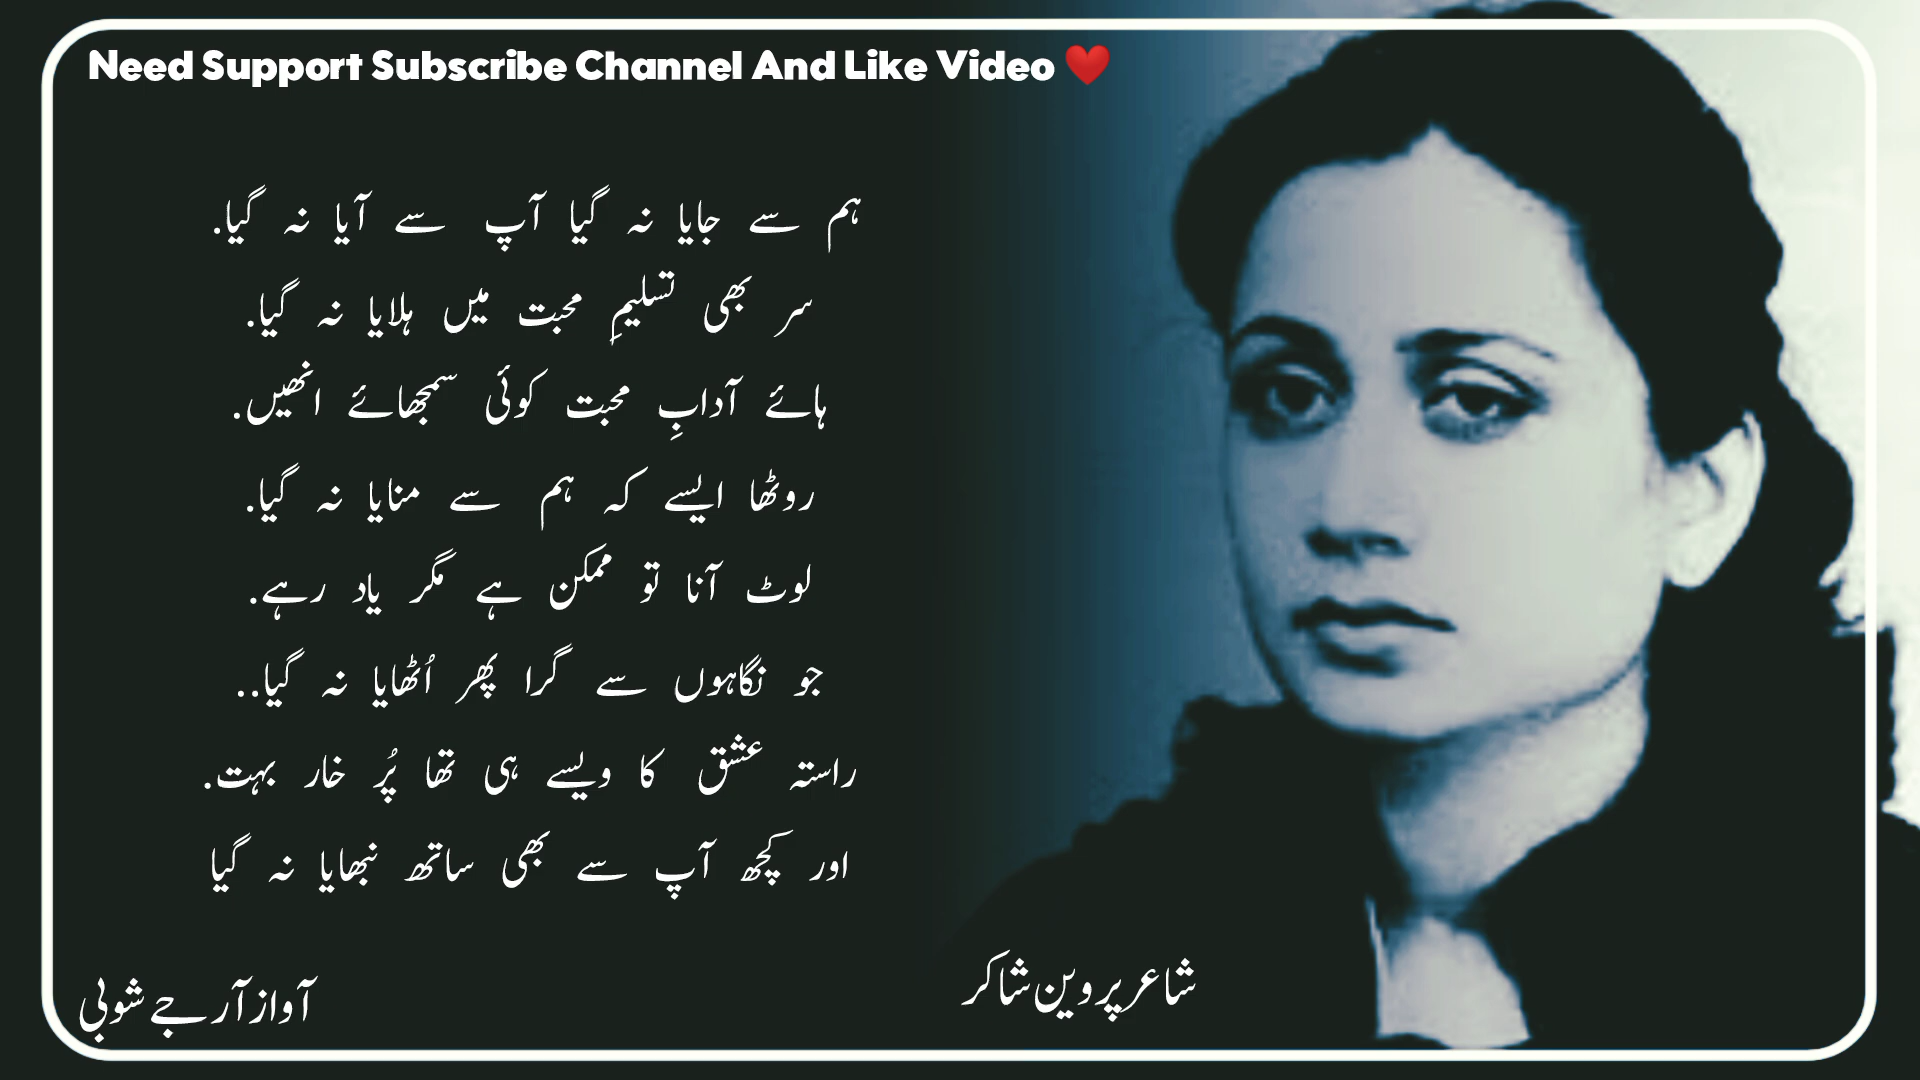 Need Support Subscribe Channel And Like Video ❤️
ہم سے جایا نہ گیا آپ سے آیا نہ گیا.
سر بھی تسلیمِ محبت میں ہلایا نہ گیا.
ہائے آدابِ محبت کوئی سمجھائے انھیں.
روٹھا ایسے کہ ہم سے منایا نہ گیا.
لوٹ آنا تو ممکن ہے مگر یاد رہے.
جو نگاہوں سے گرا پھر اُٹھایا نہ گیا..
راستہ عشق کا ویسے ہی تھا پُر خار بہت.
اور کچھ آپ سے بھی ساتھ نبھایا نہ گیا
شاعر پروین شاکر
آواز آر جے شوبی